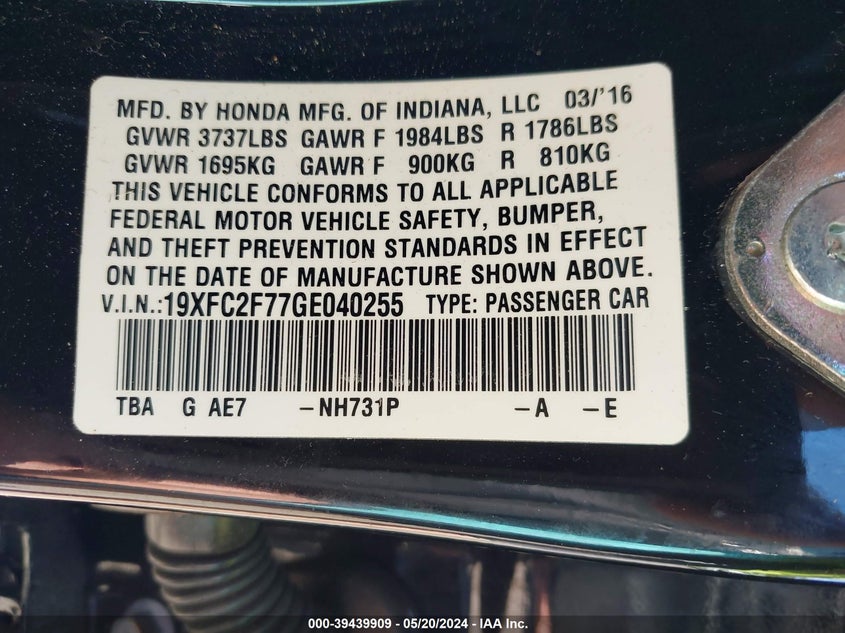 MFD. BY HONDA MFG. OF INDIANA, LLC 03/'16
GVWR 3737LBS GAWR F 1984LBS R 1786LBS
GVWR 1695KG GAWR F 900KG R 810KG
THIS VEHICLE CONFORMS TO ALL APPLICABLE
FEDERAL MOTOR VEHICLE SAFETY, BUMPER,
AND THEFT PREVENTION STANDARDS IN EFFECT
ON THE DATE OF MANUFACTURE SHOWN ABOVE.
V.I.N.:19XFC2F77GE040255 TYPE: PASSENGER CAR
TBA G AE7 -NH731P -A -E
000-39439909 - 05/20/2024 - IAA Inc.